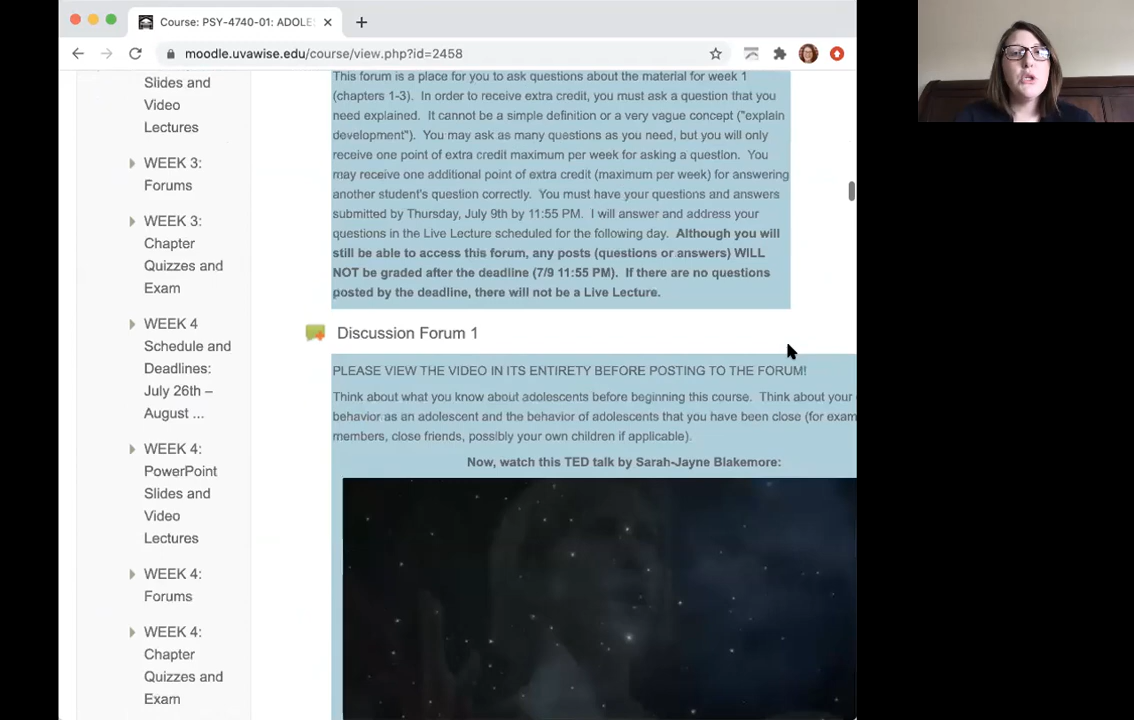 Course: PSY-4740-01: ADOLES
moodle.uvawise.edu/course/view.php?id=2458
Slides and
Video
Lectures
WEEK 3:
Forums
WEEK 3:
Chapter
Quizzes and
Exam
WEEK 4
Schedule and
Deadlines:
July 26th –
August ...
WEEK 4:
PowerPoint
Slides and
Video
Lectures
WEEK 4:
Forums
WEEK 4:
Chapter
Quizzes and
Exam
This forum is a place for you to ask questions about the material for week 1
(chapters 1-3). In order to receive extra credit, you must ask a question that you
need explained. It cannot be a simple definition or a very vague concept ("explain
development"). You may ask as many questions as you need, but you will only
receive one point of extra credit maximum per week for asking a question. You
may receive one additional point of extra credit (maximum per week) for answering
another student's question correctly. You must have your questions and answers
submitted by Thursday, July 9th by 11:55 PM. I will answer and address your
questions in the Live Lecture scheduled for the following day. Although you will
still be able to access this forum, any posts (questions or answers) WILL
NOT be graded after the deadline (7/9 11:55 PM). If there are no questions
posted by the deadline, there will not be a Live Lecture.
Discussion Forum 1
PLEASE VIEW THE VIDEO IN ITS ENTIRETY BEFORE POSTING TO THE FORUM!
Think about what you know about adolescents before beginning this course. Think about your
behavior as an adolescent and the behavior of adolescents that you have been close (for exam
members, close friends, possibly your own children if applicable).
Now, watch this TED talk by Sarah-Jayne Blakemore: